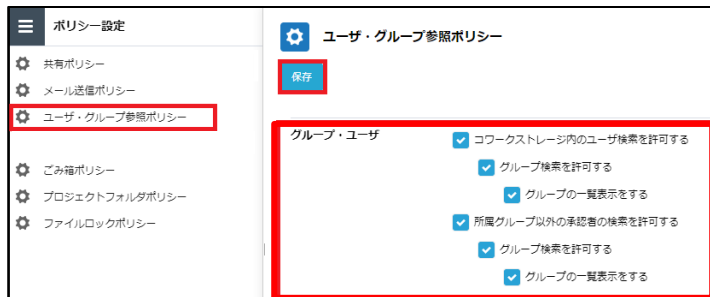 ポリシー設定
共有ポリシー
メール送信ポリシー
ユーザ・グループ参照ポリシー
ごみ箱ポリシー
プロジェクトフォルダポリシー
ファイルロックポリシー
ユーザ・グループ参照ポリシー
保存
グループ・ユーザ
コワークストレージ内のユーザ検索を許可する
グループ検索を許可する
グループの一覧表示をする
所属グループ以外の承認者の検索を許可する
グループ検索を許可する
グループの一覧表示をする